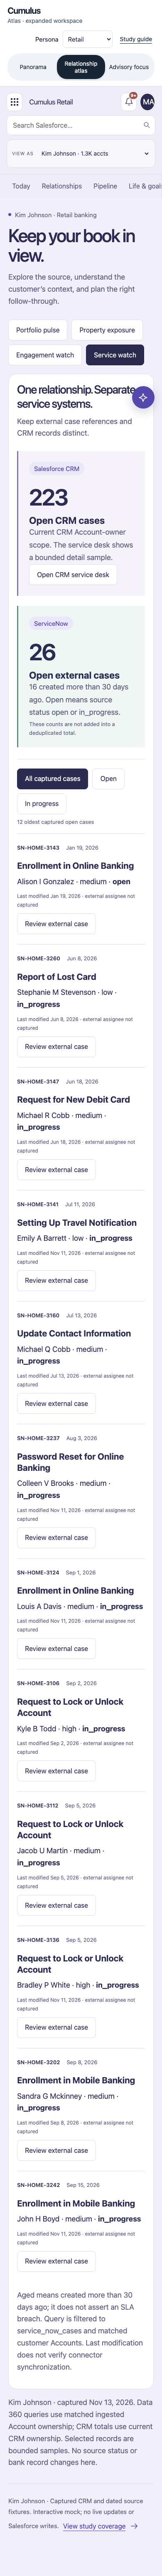 Cumulus
Atlas · expanded workspace
Persona
Retail
Study guide
Panorama
Relationship
atlas
Advisory focus
Cumulus Retail
9+
MA
Search Salesforce...
VIEW AS
Kim Johnson · 1.3K accts
Today
Relationships
Pipeline
Life & goal
Kim Johnson · Retail banking
Keep your book in
view.
Explore the source, understand the
customer's context, and plan the right
follow-through.
Portfolio pulse
Property exposure
Engagement watch
Service watch
One relationship. Separate
service systems.
Keep external case references and
CRM records distinct.
Salesforce CRM
223
Open CRM cases
Current CRM Account-owner
scope. The service desk shows
a bounded detail sample.
Open CRM service desk
ServiceNow
26
Open external cases
16 created more than 30 days
ago. Open means source
status open or in_progress.
These counts are not added into a
deduplicated total.
All captured cases
Open
In progress
12 oldest captured open cases
SN-HOME-3143 Jan 19, 2026
Enrollment in Online Banking
Alison I Gonzalez · medium · open
Last modified Jan 19, 2026 · external assignee not
captured
Review external case
SN-HOME-3260 Jun 8, 2026
Report of Lost Card
Stephanie M Stevenson · low ·
in_progress
Last modified Jun 8, 2026 · external assignee not
captured
Review external case
SN-HOME-3147 Jun 18, 2026
Request for New Debit Card
Michael R Cobb · medium ·
in_progress
Last modified Jun 18, 2026 · external assignee not
captured
Review external case
SN-HOME-3141 Jul 11, 2026
Setting Up Travel Notification
Emily A Barrett · low · in_progress
Last modified Nov 11, 2026 · external assignee not
captured
Review external case
SN-HOME-3160 Jul 13, 2026
Update Contact Information
Michael Q Cobb · medium ·
in_progress
Last modified Jul 13, 2026 · external assignee not
captured
Review external case
SN-HOME-3237 Aug 3, 2026
Password Reset for Online
Banking
Colleen V Brooks · medium ·
in_progress
Last modified Nov 11, 2026 · external assignee not
captured
Review external case
SN-HOME-3124 Sep 1, 2026
Enrollment in Online Banking
Louis A Davis · medium · in_progress
Last modified Nov 11, 2026 · external assignee not
captured
Review external case
SN-HOME-3106 Sep 2, 2026
Request to Lock or Unlock
Account
Kyle B Todd · high · in_progress
Last modified Sep 2, 2026 · external assignee not
captured
Review external case
SN-HOME-3112 Sep 5, 2026
Request to Lock or Unlock
Account
Jacob U Martin · medium ·
in_progress
Last modified Sep 5, 2026 · external assignee not
captured
Review external case
SN-HOME-3136 Sep 5, 2026
Request to Lock or Unlock
Account
Bradley P White · high · in_progress
Last modified Nov 11, 2026 · external assignee not
captured
Review external case
SN-HOME-3202 Sep 8, 2026
Enrollment in Mobile Banking
Sandra G Mckinney · medium ·
in_progress
Last modified Sep 8, 2026 · external assignee not
captured
Review external case
SN-HOME-3242 Sep 15, 2026
Enrollment in Mobile Banking
John H Boyd · medium · in_progress
Last modified Nov 11, 2026 · external assignee not
captured
Review external case
Aged means created more than 30
days ago; it does not assert an SLA
breach. Query is filtered to
service_now_cases and matched
customer Accounts. Last modification
does not verify connector
synchronization.
Kim Johnson · captured Nov 13, 2026. Data
360 queries use matched ingested
Account ownership; CRM totals use current
CRM ownership. Selected records are
bounded samples. No source status or
bank record changes here.
Kim Johnson · Captured CRM and dated source
fixtures. Interactive mock; no live updates or
Salesforce writes. View study coverage →